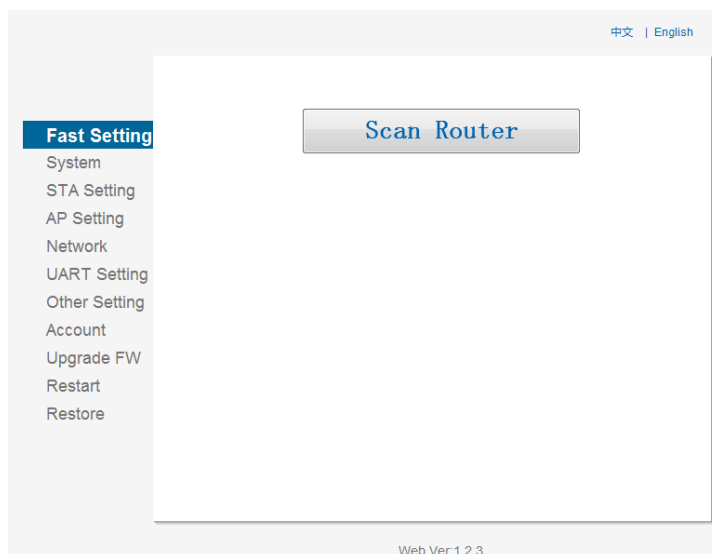 中文 | English
Fast Setting
System
STA Setting
AP Setting
Network
UART Setting
Other Setting
Account
Upgrade FW
Restart
Restore
Scan Router
Web Ver:1.2.3